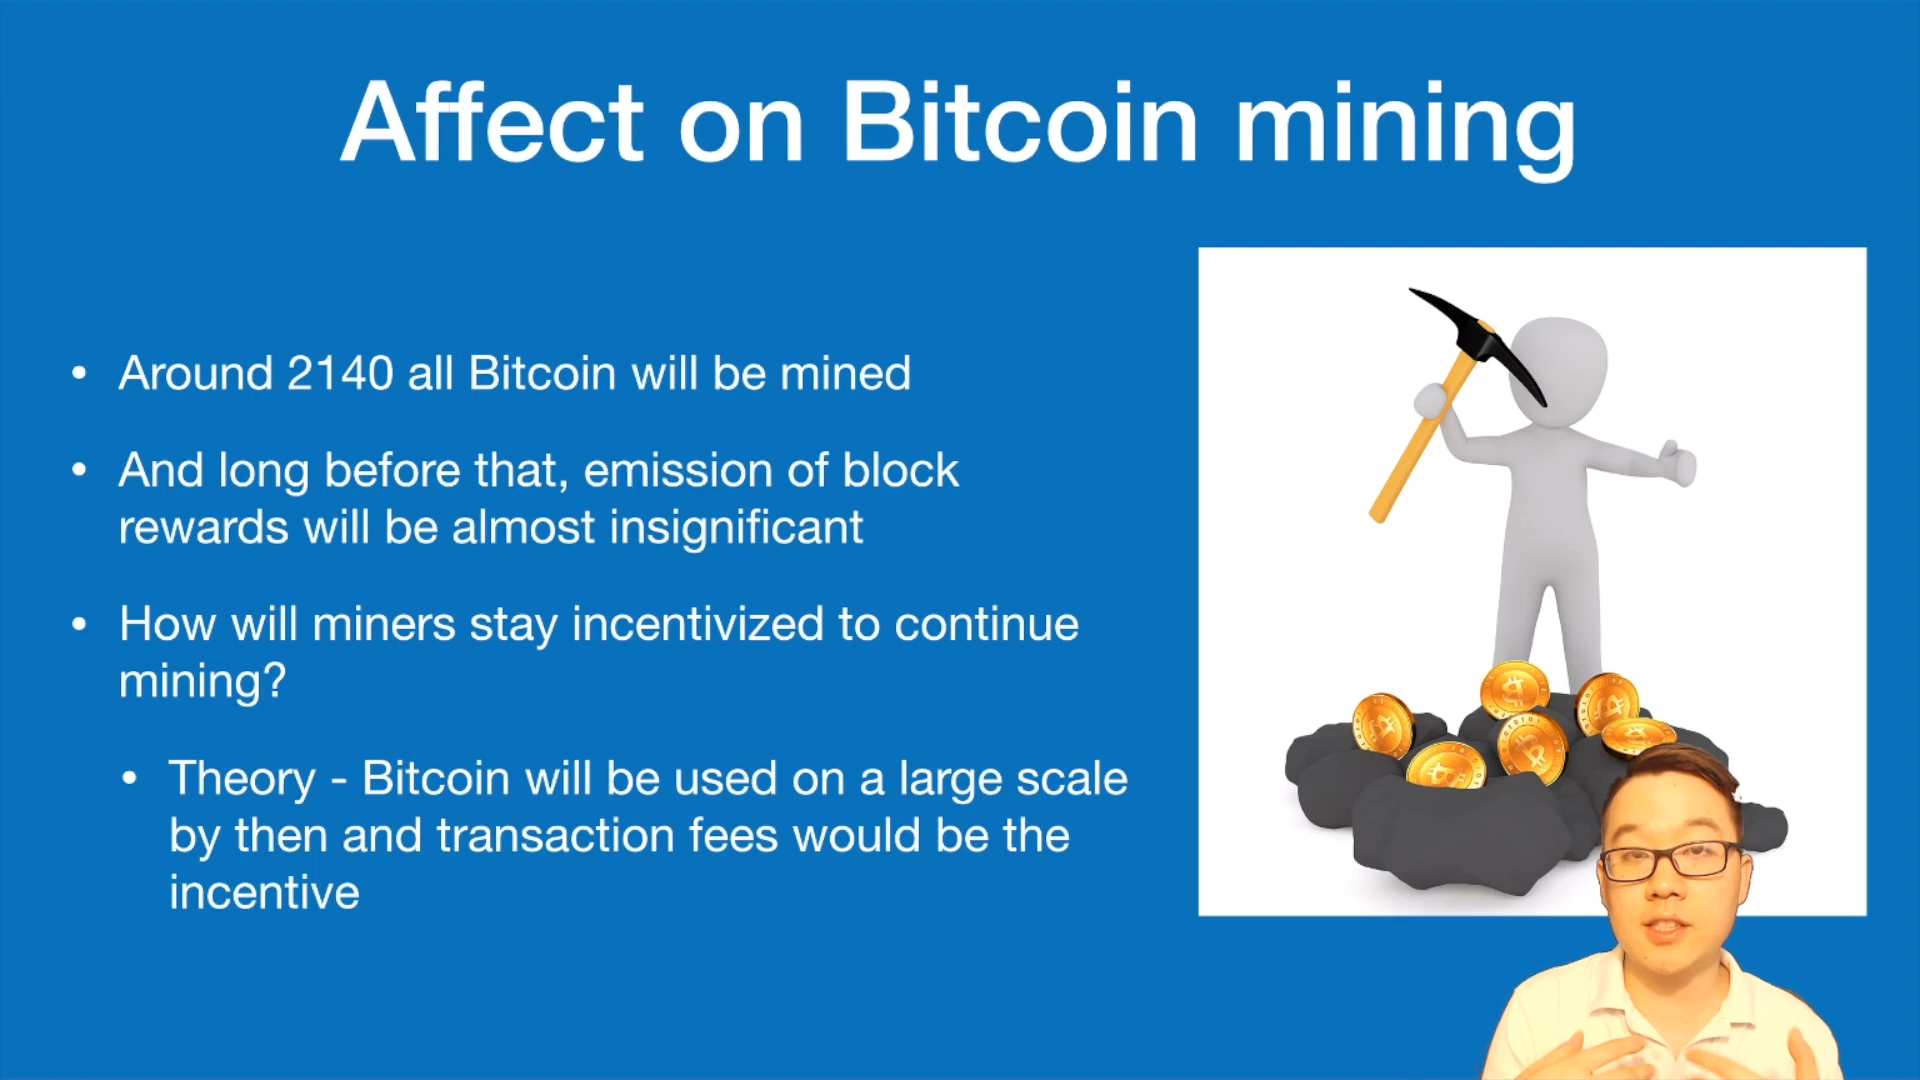 Affect on Bitcoin mining
• Around 2140 all Bitcoin will be mined
• And long before that, emission of block
rewards will be almost insignificant
• How will miners stay incentivized to continue
mining?
• Theory - Bitcoin will be used on a large scale
by then and transaction fees would be the
incentive